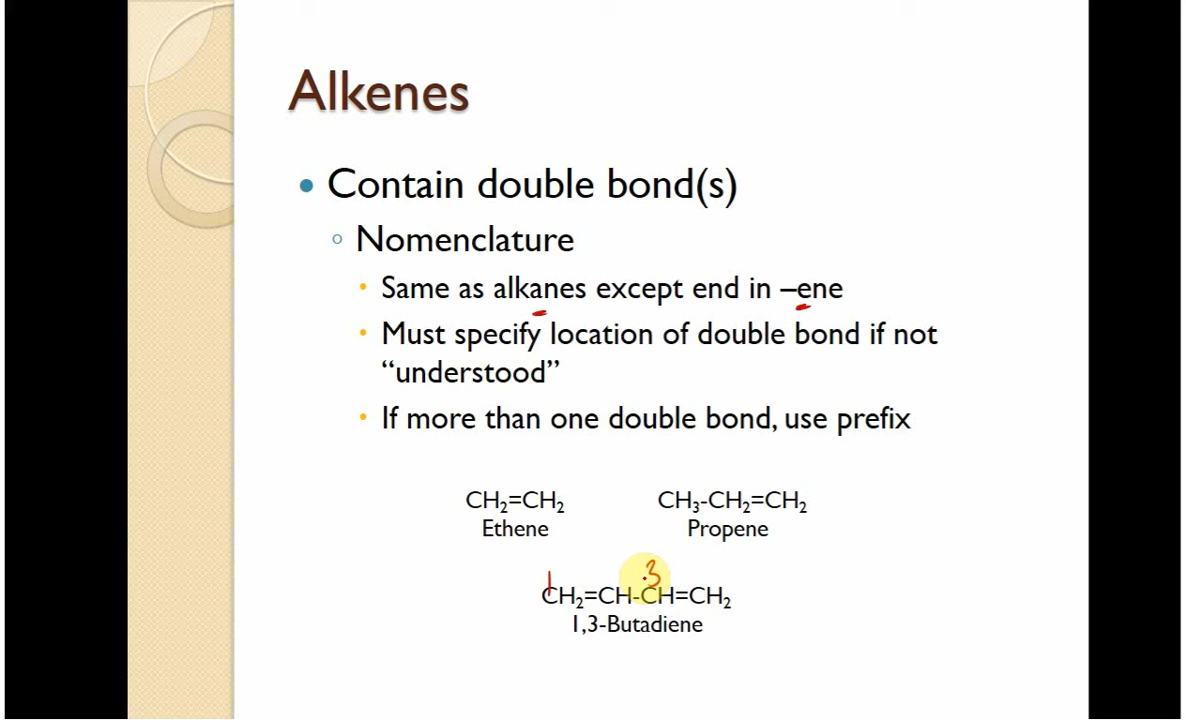 Alkenes
Contain double bond(s)
Nomenclature
Same as alkanes except end in –ene
Must specify location of double bond if not
“understood”
If more than one double bond, use prefix
CH₂=CH₂ CH₃-CH₂=CH₂
Ethene Propene
1 3
CH₂=CH-CH=CH₂
1,3-Butadiene